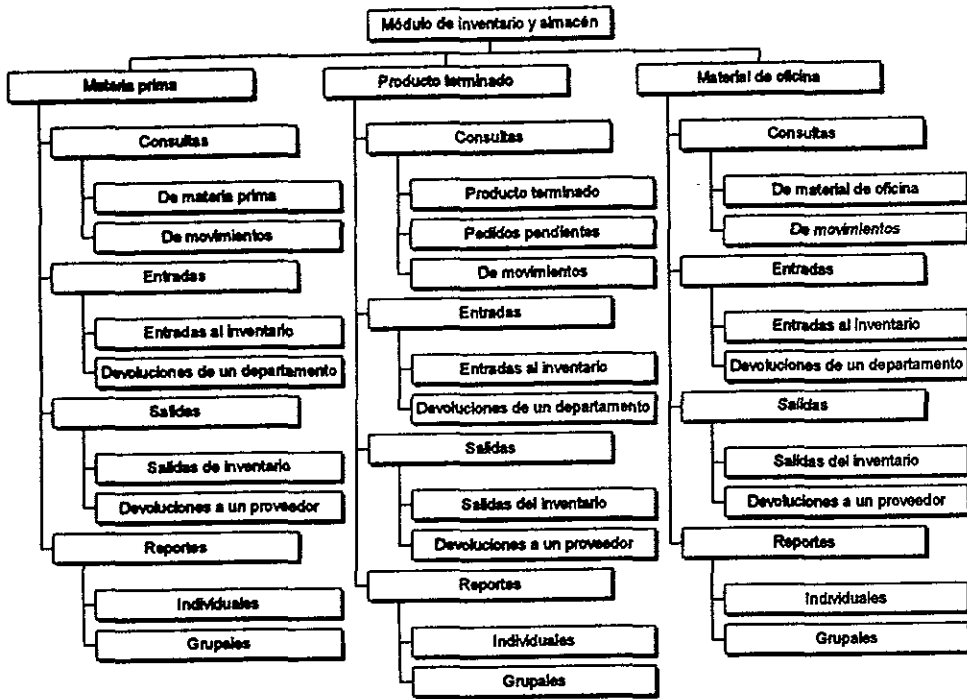 Módulo de inventario y almacén
Materia prima
Consultas
De materia prima
De movimientos
Entradas
Entradas al inventario
Devoluciones de un departamento
Salidas
Salidas de inventario
Devoluciones a un proveedor
Reportes
Individuales
Grupales
Producto terminado
Consultas
Producto terminado
Pedidos pendientes
De movimientos
Entradas
Entradas al inventario
Devoluciones de un departamento
Salidas
Salidas del inventario
Devoluciones a un proveedor
Reportes
Individuales
Grupales
Material de oficina
Consultas
De material de oficina
De movimientos
Entradas
Entradas al inventario
Devoluciones de un departamento
Salidas
Salidas del inventario
Devoluciones a un proveedor
Reportes
Individuales
Grupales